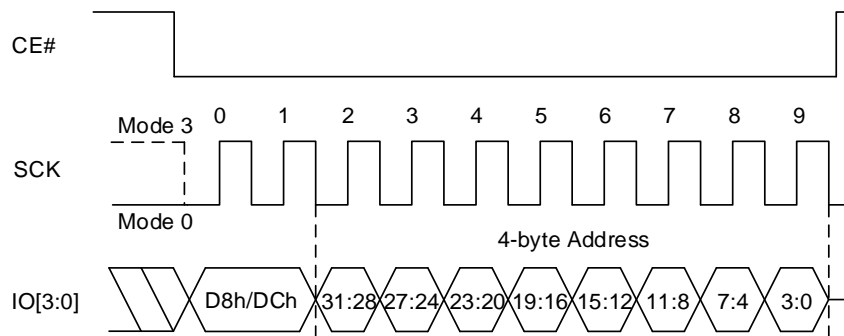 CE#
0 1 2 3 4 5 6 7 8 9
Mode 3
SCK
Mode 0
4-byte Address
IO[3:0] D8h/DCh 31:28 27:24 23:20 19:16 15:12 11:8 7:4 3:0